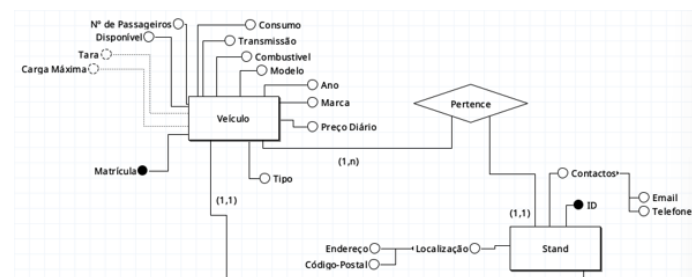 Nº de Passageiros
Consumo
Disponível
Transmissão
Tara
Combustivel
Carga Máxima
Modelo
Ano
Marca
Veículo
Pertence
Preço Diário
(1,n)
Matrícula
Tipo
Contactos
(1,1)
Email
ID
Telefone
(1,1)
Endereço
Localização
Stand
Código-Postal